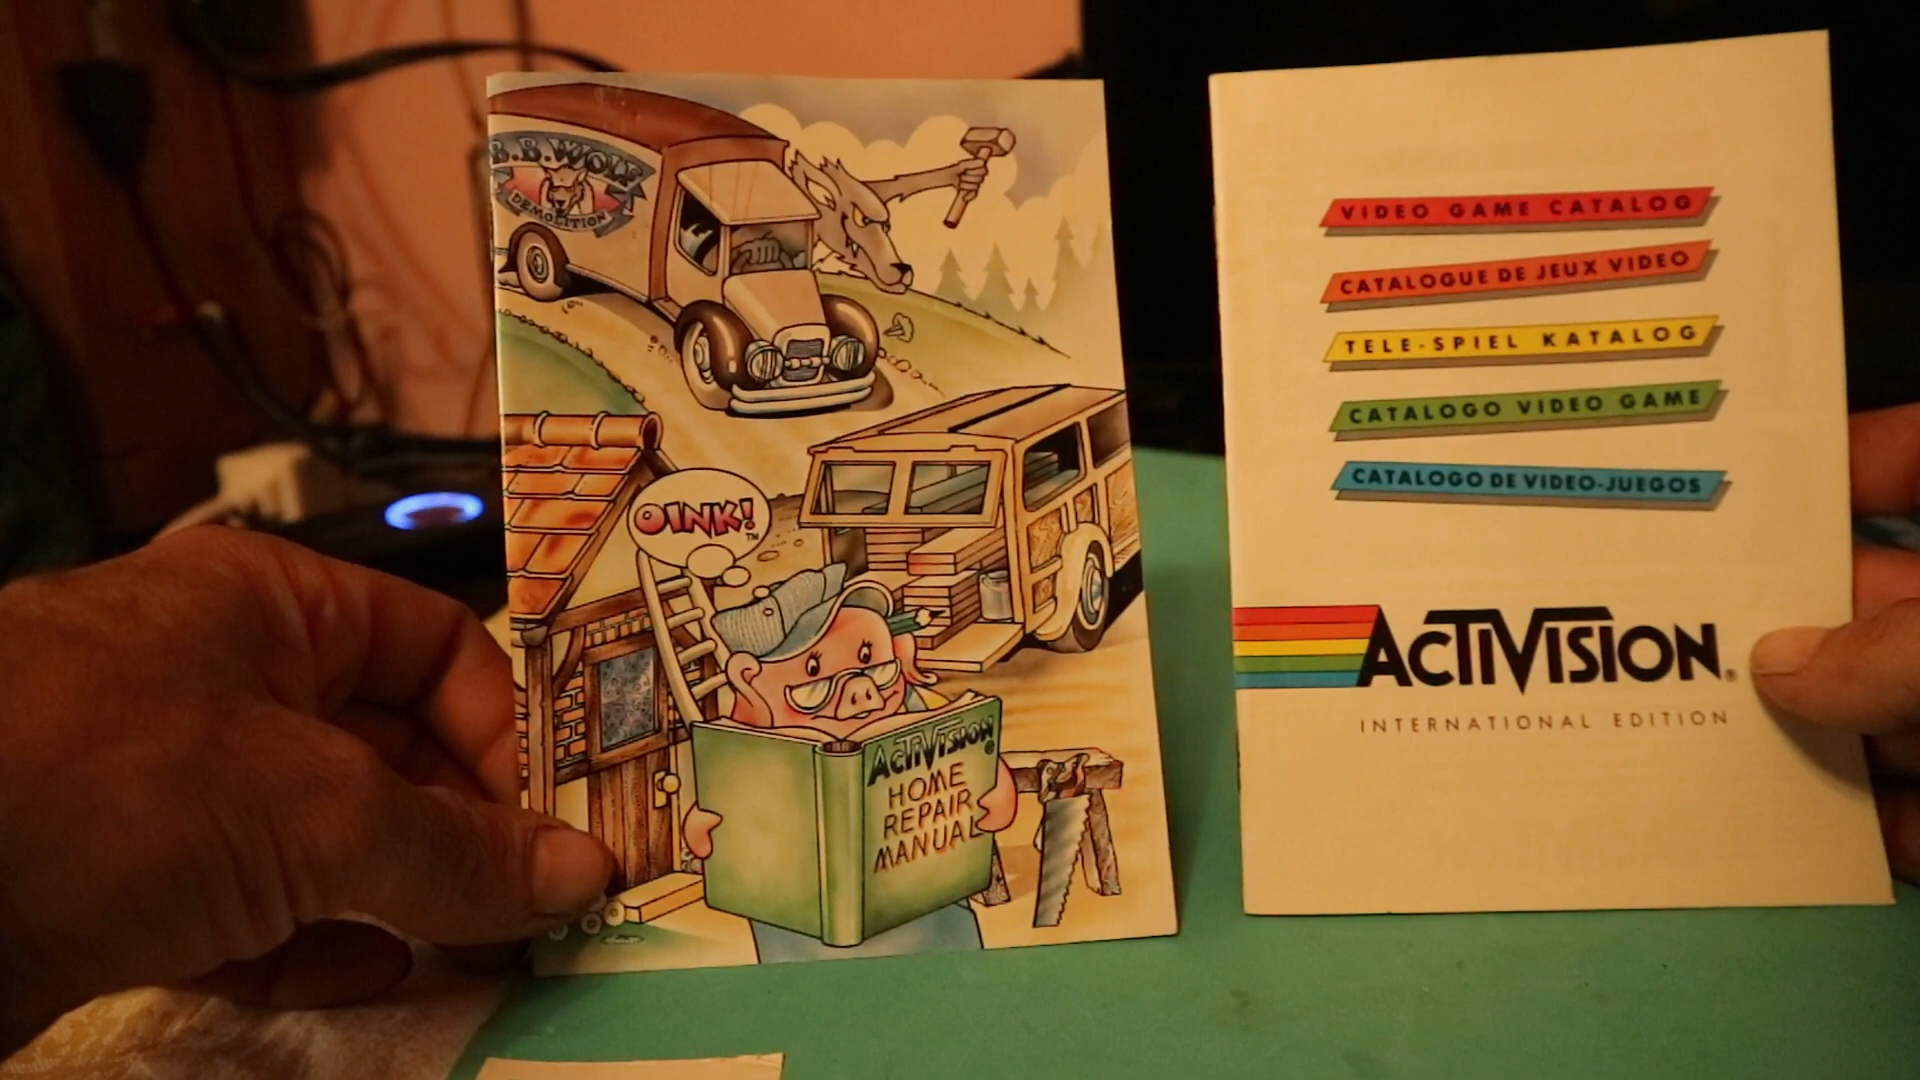 B.B. WOLF
DEMOLITION
OINK!™
ACTIVISION®
HOME
REPAIR
MANUAL
VIDEO GAME CATALOG
CATALOGUE DE JEUX VIDEO
TELE-SPIEL KATALOG
CATALOGO VIDEO GAME
CATALOGO DE VIDEO-JUEGOS
ACTIVISION®
INTERNATIONAL EDITION